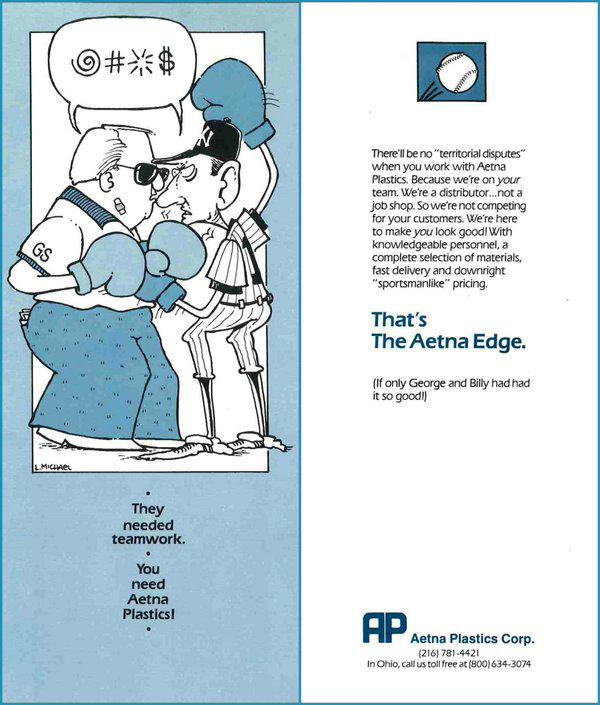 @#※$
GS
L. MICHAEL
•
They
needed
teamwork.
•
You
need
Aetna
Plastics!
•
There'll be no "territorial disputes"
when you work with Aetna
Plastics. Because we're on your
team. We're a distributor...not a
job shop. So we're not competing
for your customers. We're here
to make you look good! With
knowledgeable personnel, a
complete selection of materials,
fast delivery and downright
"sportsmanlike" pricing.
That's
The Aetna Edge.
(If only George and Billy had had
it so good!)
AP Aetna Plastics Corp.
(216) 781-4421
In Ohio, call us toll free at (800) 634-3074